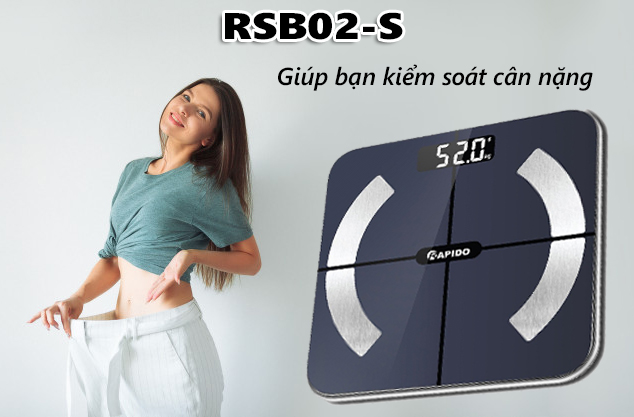 RSB02-S
Giúp bạn kiểm soát cân nặng
52.0
RAPIDO